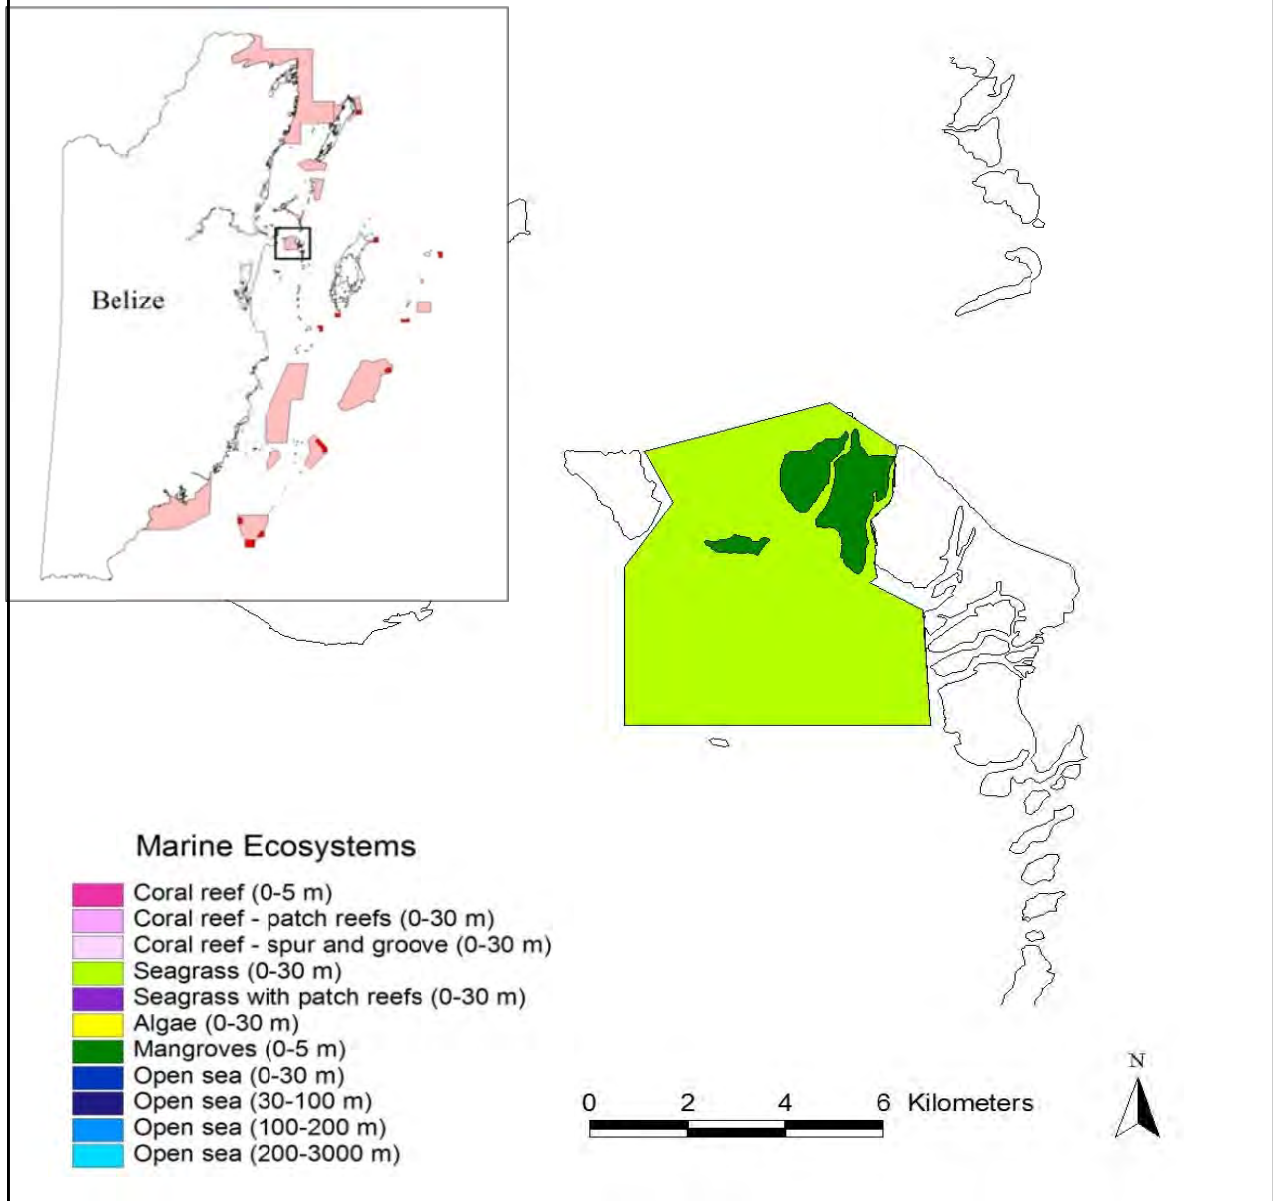 Belize
Marine Ecosystems
Coral reef (0-5 m)
Coral reef - patch reefs (0-30 m)
Coral reef - spur and groove (0-30 m)
Seagrass (0-30 m)
Seagrass with patch reefs (0-30 m)
Algae (0-30 m)
Mangroves (0-5 m)
Open sea (0-30 m)
Open sea (30-100 m)
Open sea (100-200 m)
Open sea (200-3000 m)
0 2 4 6 Kilometers
N